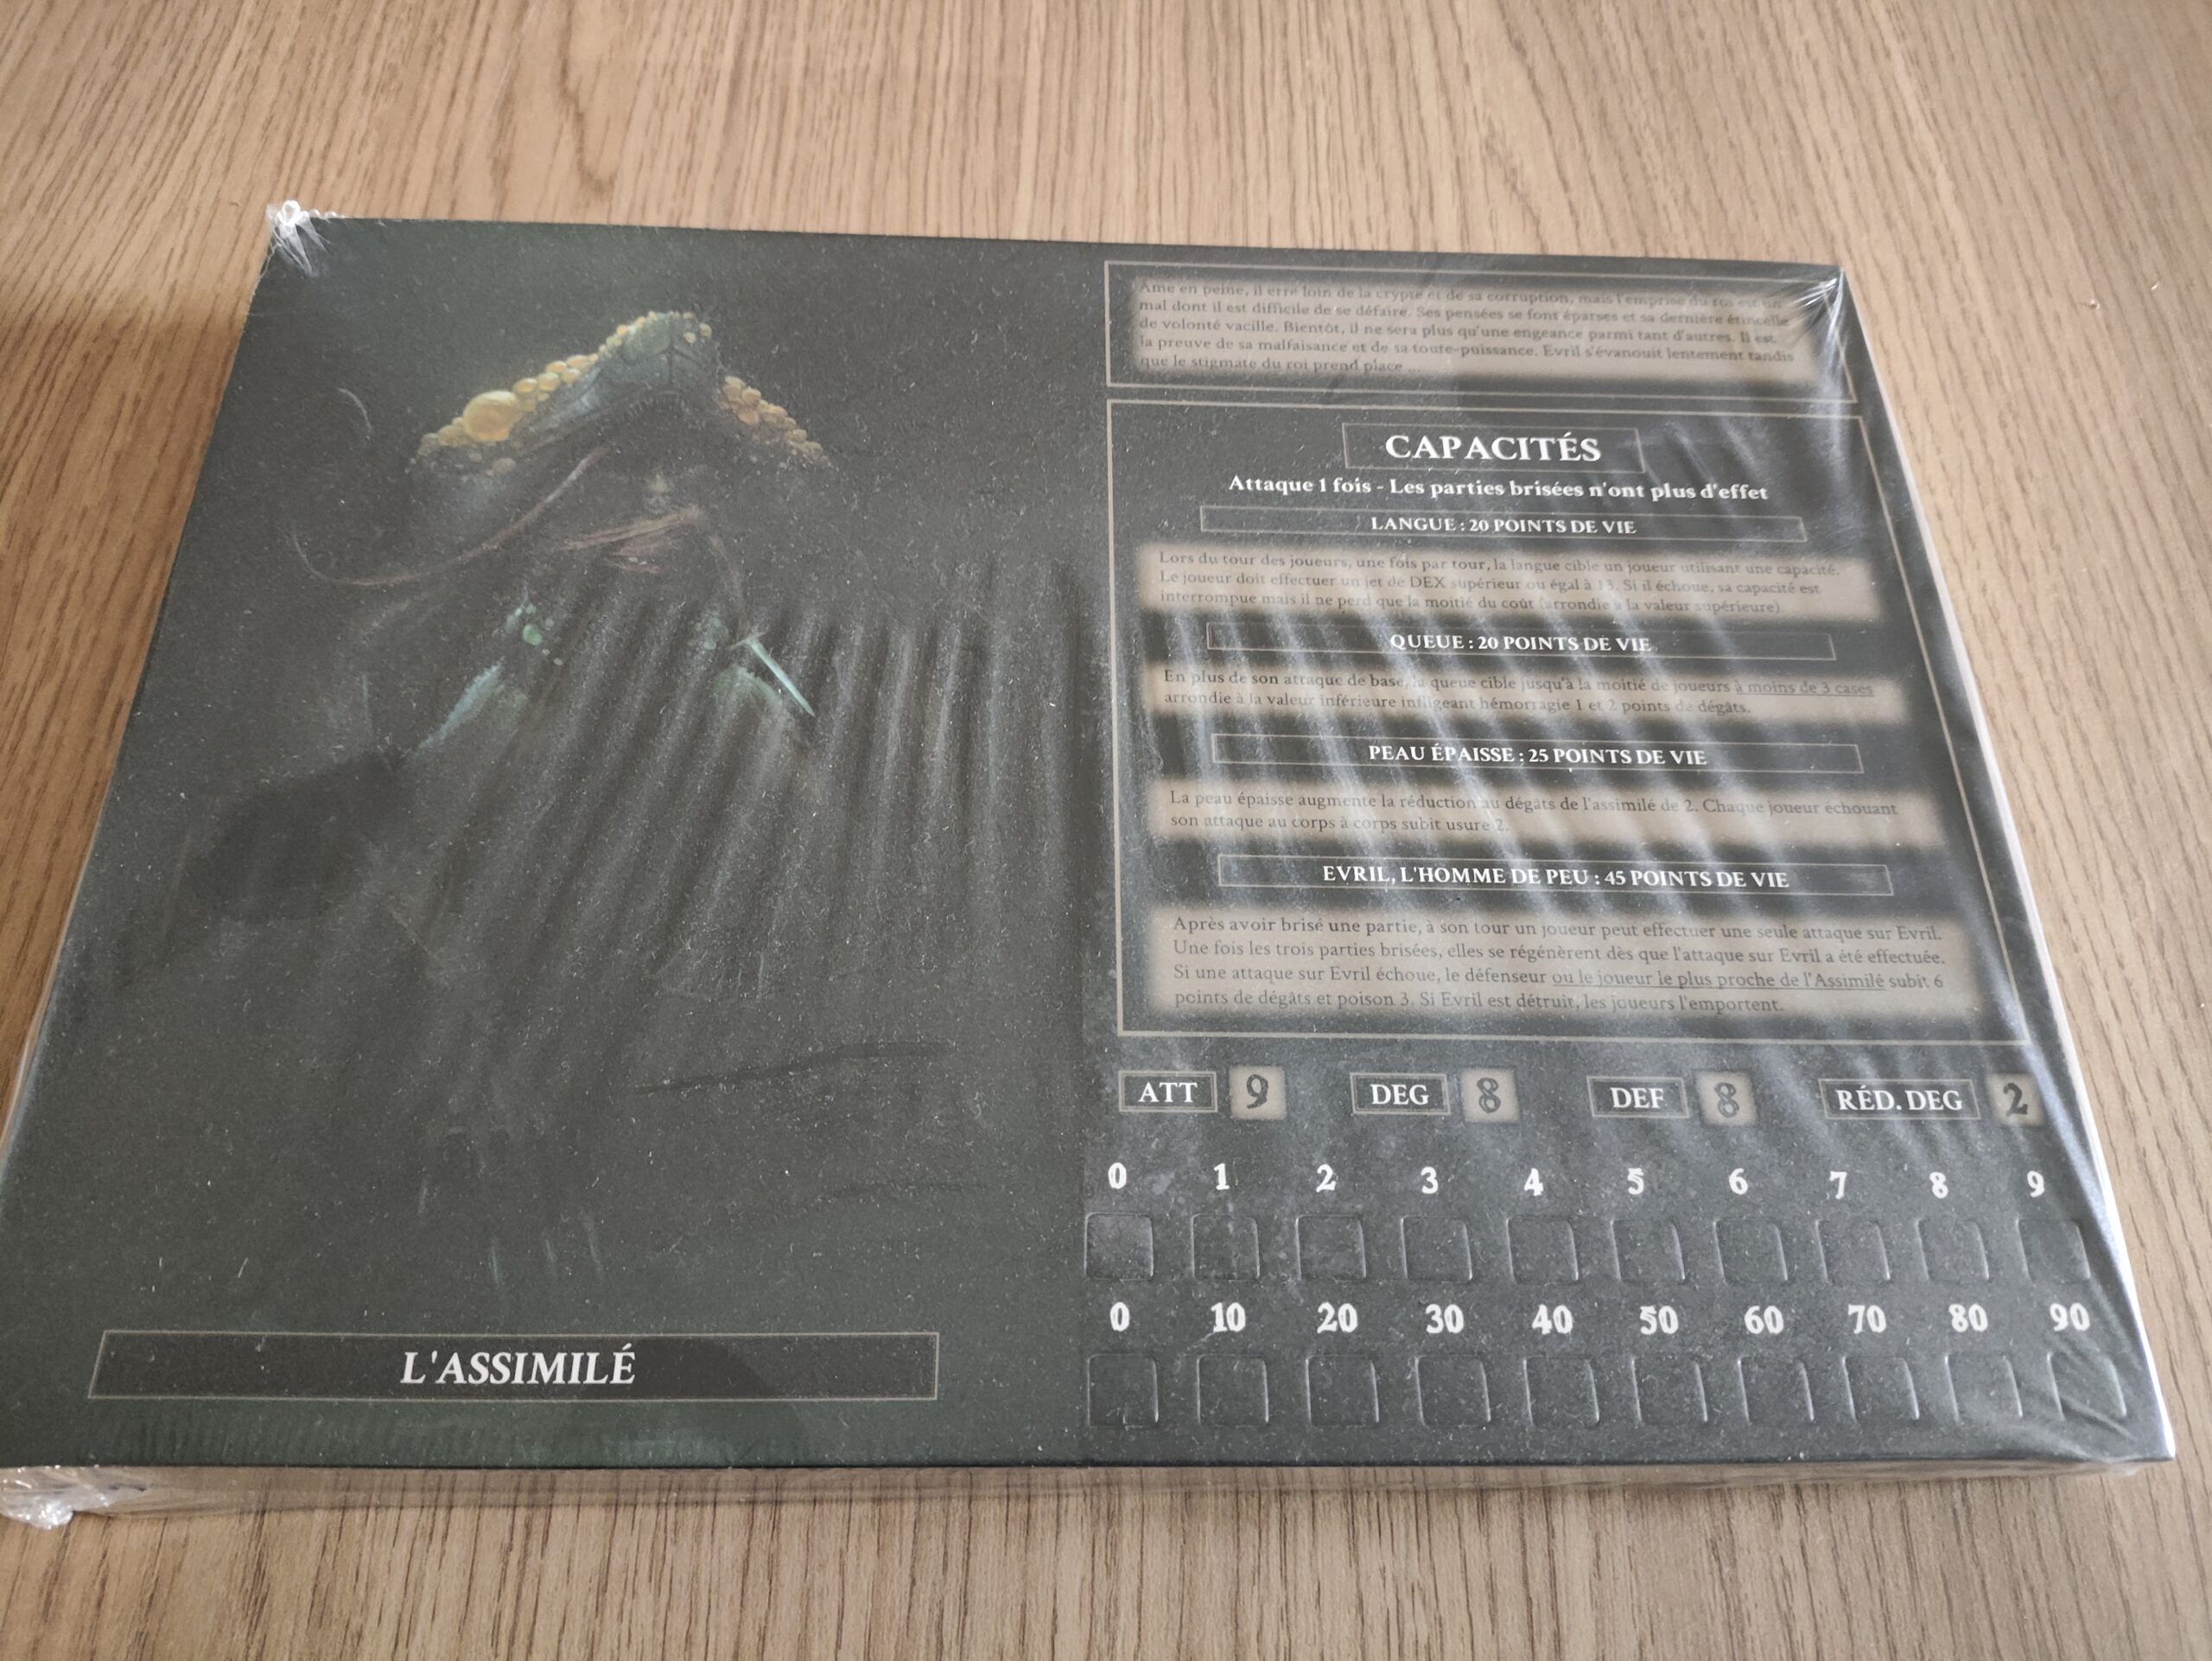 Âme en peine, il erre loin de la crypte et de sa corruption, mais l'emprise du roi est un
mal dont il est difficile de se défaire. Ses pensées se font éparses et sa dernière étincelle
de volonté vacille. Bientôt, il ne sera plus qu'une engeance parmi tant d'autres. Il est
la preuve de sa malfaisance et de sa toute-puissance. Evril s'évanouit lentement tandis
que le stigmate du roi prend place ...
CAPACITÉS
Attaque 1 fois - Les parties brisées n'ont plus d'effet
LANGUE : 20 POINTS DE VIE
Lors du tour des joueurs, une fois par tour, la langue cible un joueur utilisant une capacité.
Le joueur doit effectuer un jet de DEX supérieur ou égal à 13. Si il échoue, sa capacité est
interrompue mais il ne perd que la moitié du coût (arrondie à la valeur supérieure).
QUEUE : 20 POINTS DE VIE
En plus de son attaque de base, la queue cible jusqu'à la moitié de joueurs à moins de 3 cases
arrondie à la valeur inférieure infligeant hémorragie 1 et 2 points de dégâts.
PEAU ÉPAISSE : 25 POINTS DE VIE
La peau épaisse augmente la réduction au dégâts de l'assimilé de 2. Chaque joueur échouant
son attaque au corps à corps subit usure 2.
EVRIL, L'HOMME DE PEU : 45 POINTS DE VIE
Après avoir brisé une partie, à son tour un joueur peut effectuer une seule attaque sur Evril.
Une fois les trois parties brisées, elles se régénèrent dès que l'attaque sur Evril a été effectuée.
Si une attaque sur Evril échoue, le défenseur ou le joueur le plus proche de l'Assimilé subit 6
points de dégâts et poison 3. Si Evril est détruit, les joueurs l'emportent.
ATT 9 DEG 8 DEF 8 RÉD. DEG 2
0 1 2 3 4 5 6 7 8 9
0 10 20 30 40 50 60 70 80 90
L'ASSIMILÉ